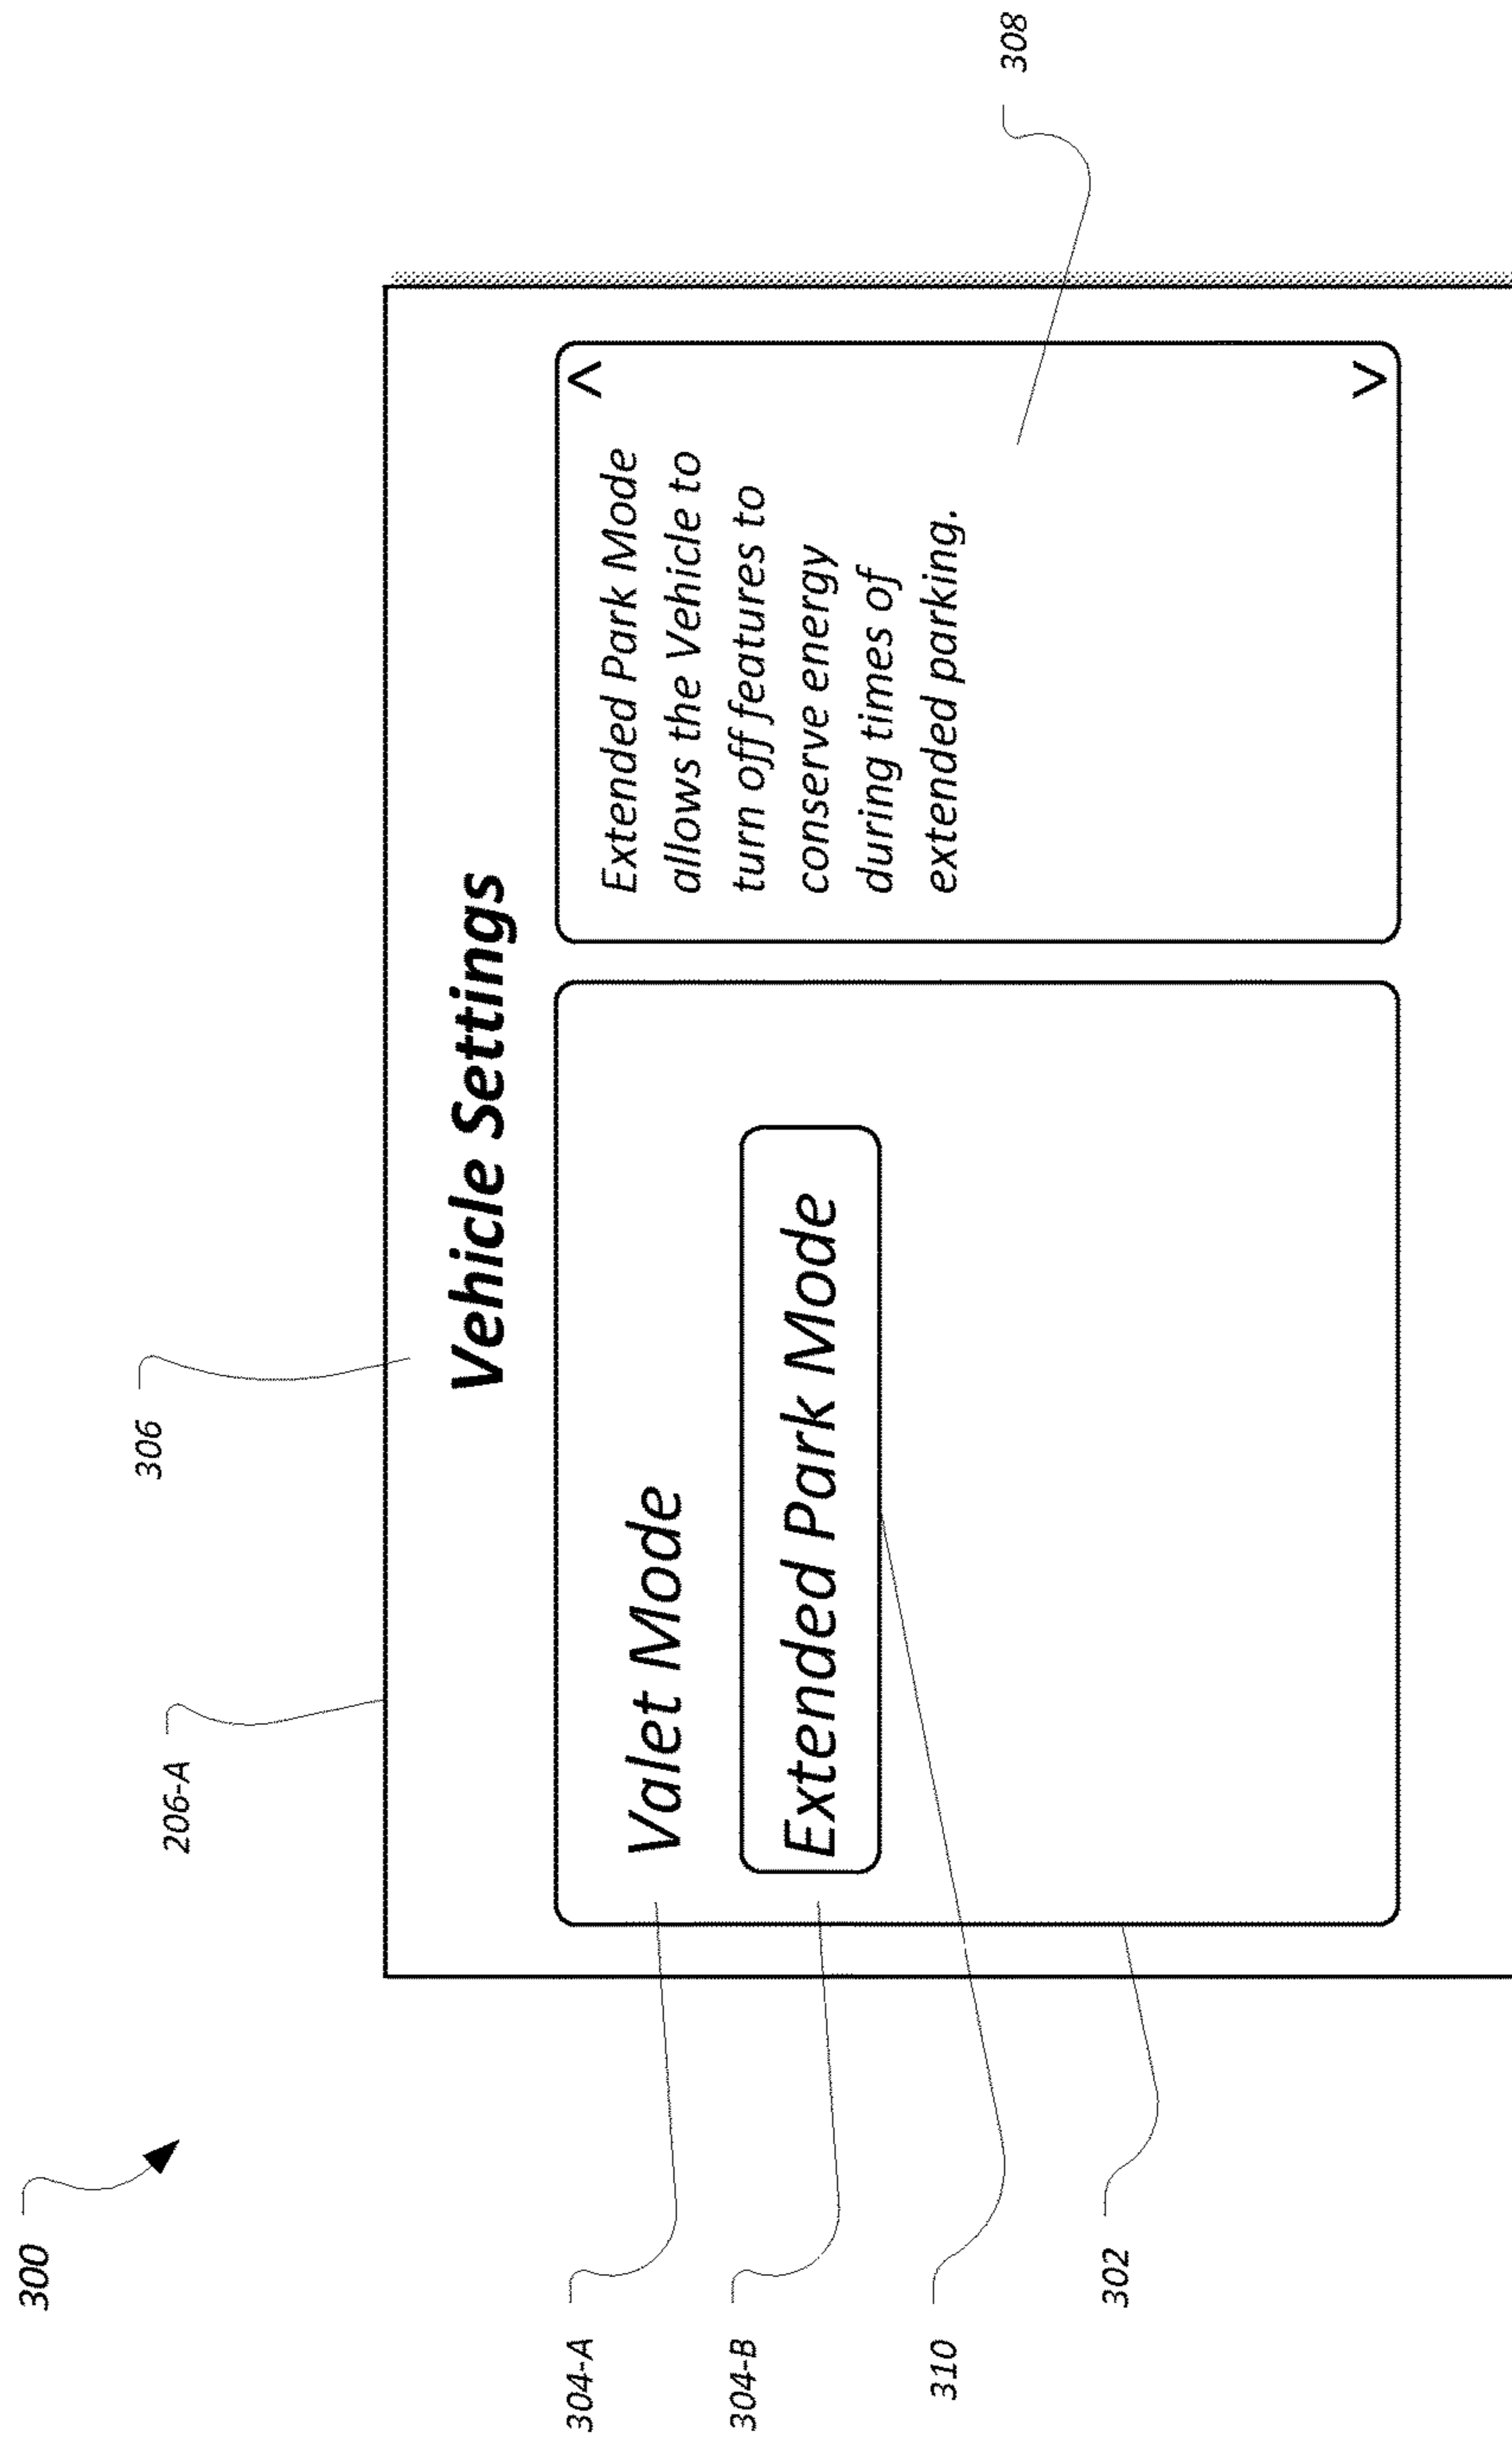 300
206-A
306
Vehicle Settings
304-A
Valet Mode
304-B
Extended Park Mode
310
302
Extended Park Mode
allows the Vehicle to
turn off features to
conserve energy
during times of
extended parking.
308